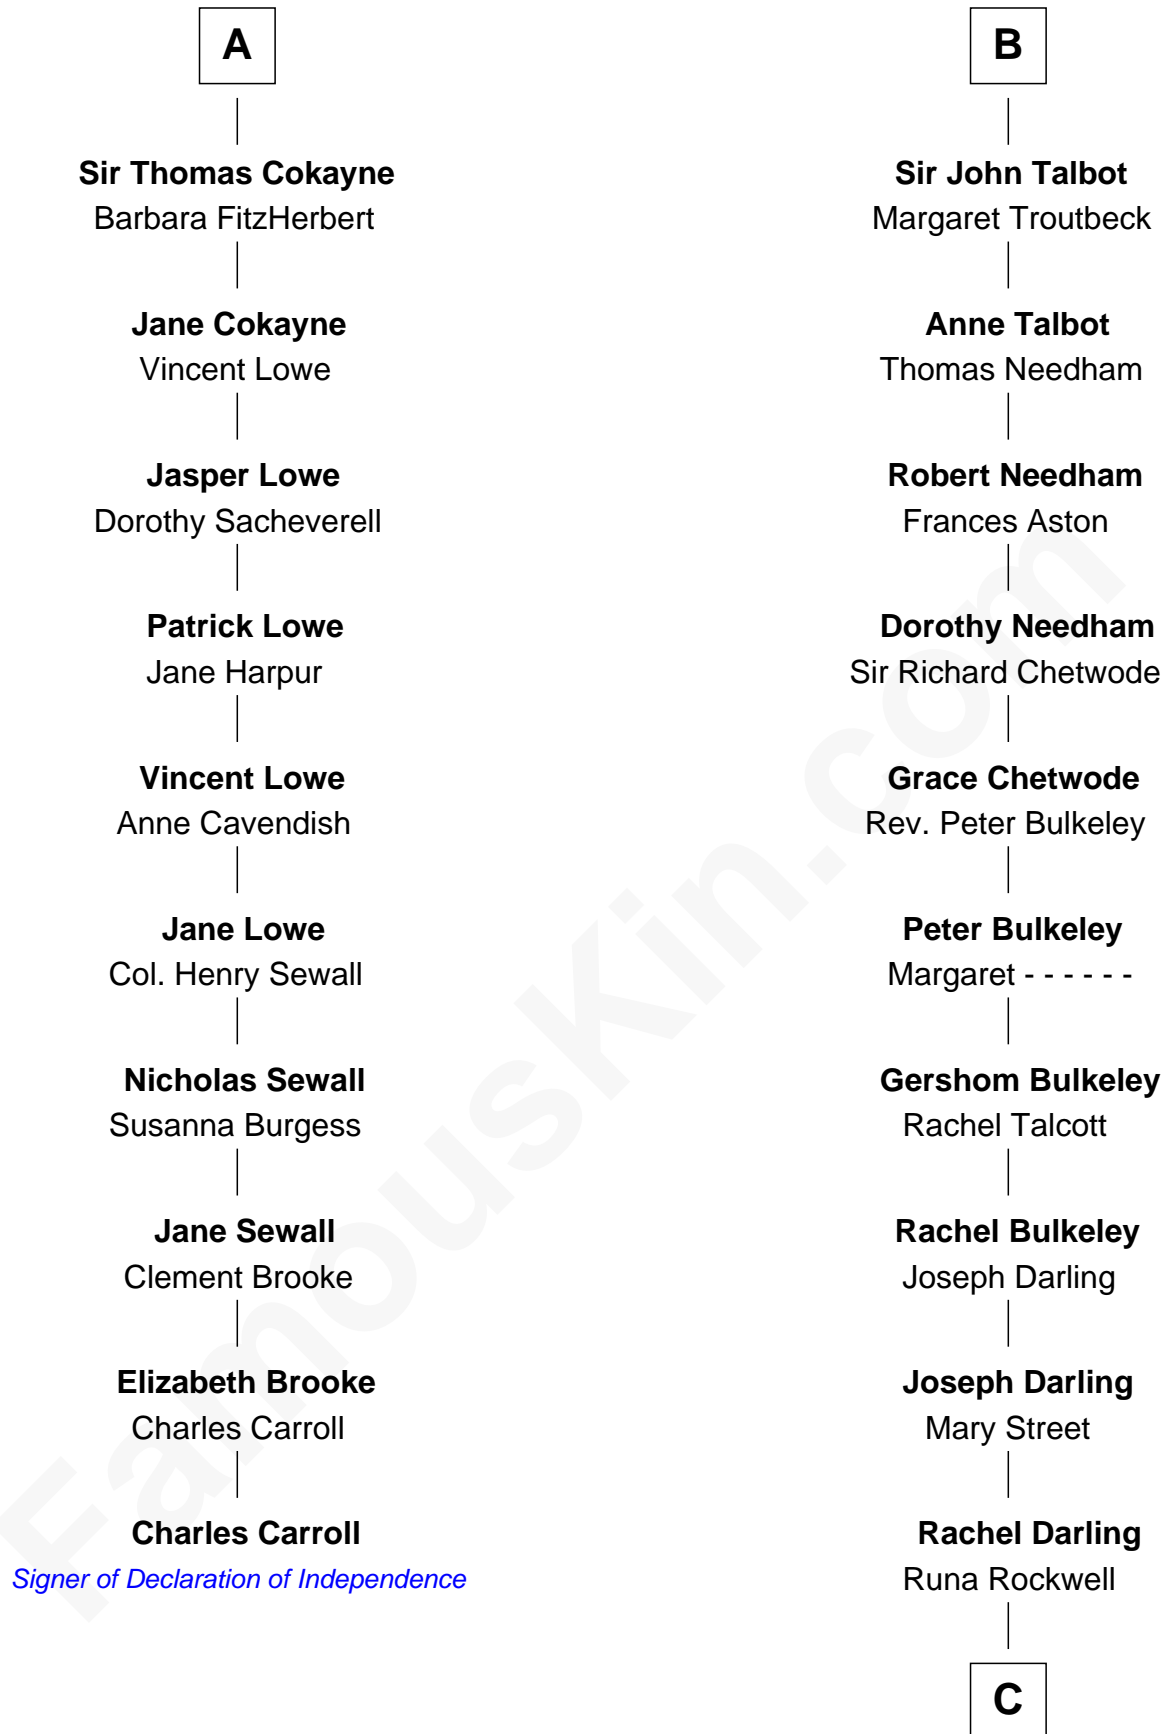 A
Sir Thomas Cokayne
Barbara FitzHerbert
Jane Cokayne
Vincent Lowe
Jasper Lowe
Dorothy Sacheverell
Patrick Lowe
Jane Harpur
Vincent Lowe
Anne Cavendish
Jane Lowe
Col. Henry Sewall
Nicholas Sewall
Susanna Burgess
Jane Sewall
Clement Brooke
Elizabeth Brooke
Charles Carroll
Charles Carroll
Signer of Declaration of Independence
B
Sir John Talbot
Margaret Troutbeck
Anne Talbot
Thomas Needham
Robert Needham
Frances Aston
Dorothy Needham
Sir Richard Chetwode
Grace Chetwode
Rev. Peter Bulkeley
Peter Bulkeley
Margaret - - - - - -
Gershom Bulkeley
Rachel Talcott
Rachel Bulkeley
Joseph Darling
Joseph Darling
Mary Street
Rachel Darling
Runa Rockwell
C
FamousKin.com